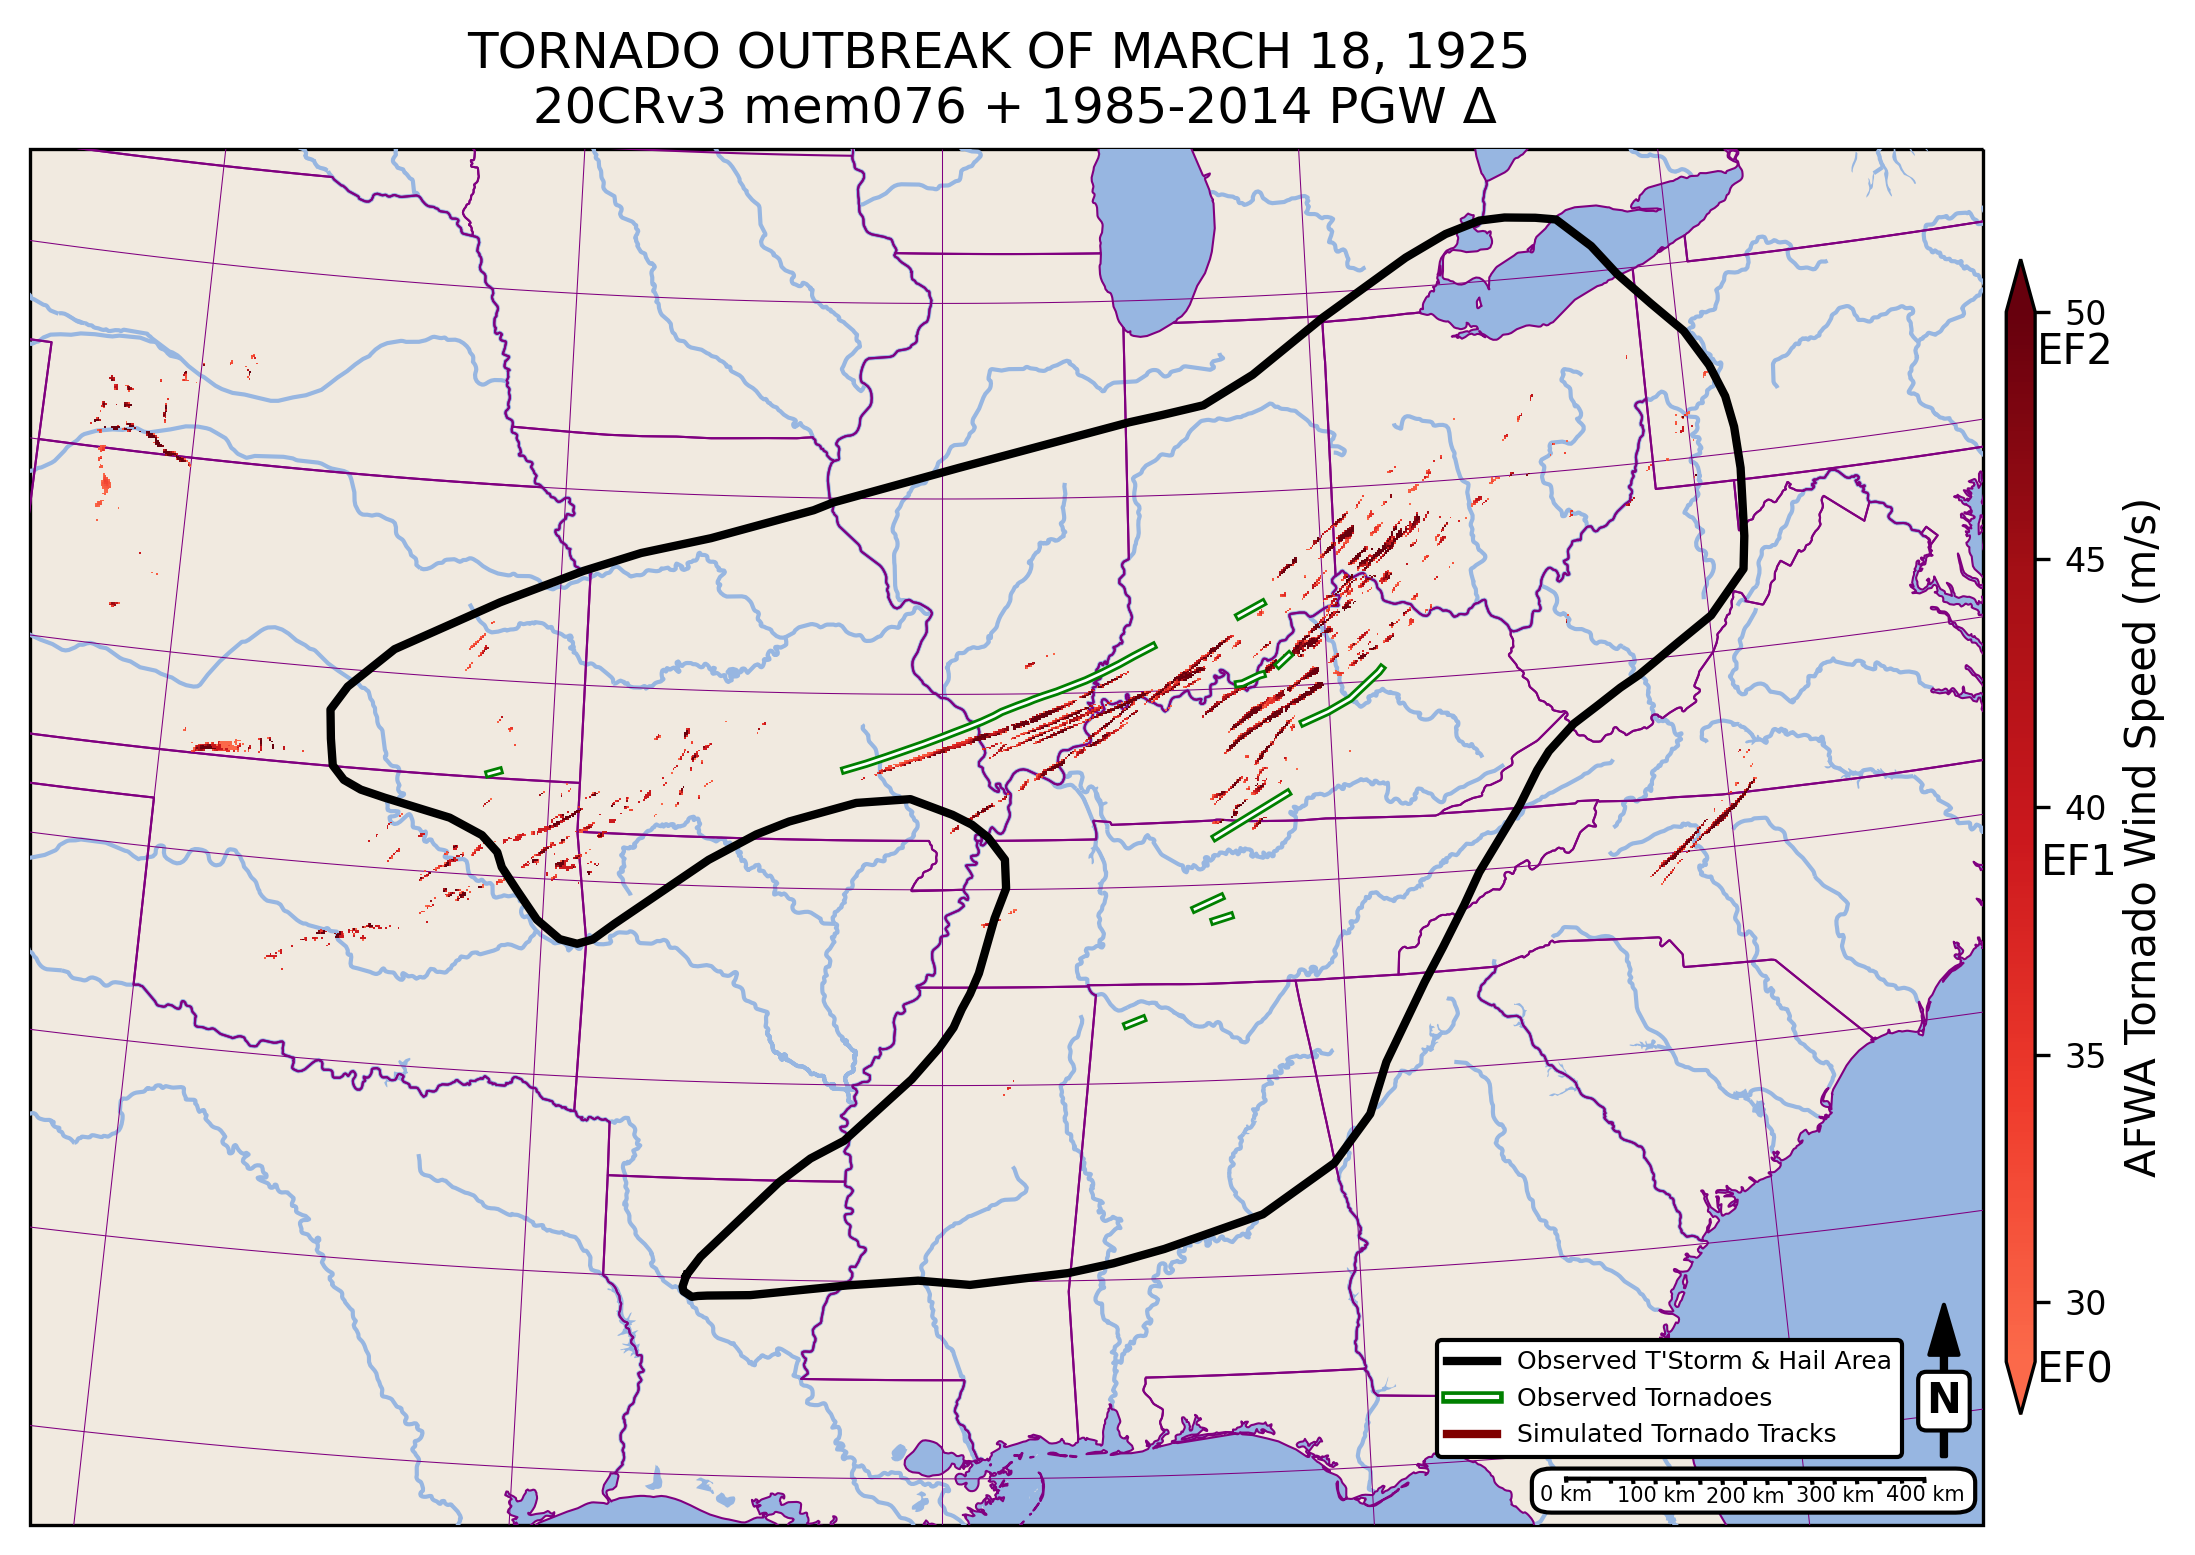 TORNADO OUTBREAK OF MARCH 18, 1925
20CRv3 mem076 + 1985-2014 PGW Δ
50
EF2
45
40
EF1
35
30
EF0
AFWA Tornado Wind Speed (m/s)
Observed T'Storm & Hail Area
Observed Tornadoes
Simulated Tornado Tracks
N
0 km 100 km 200 km 300 km 400 km